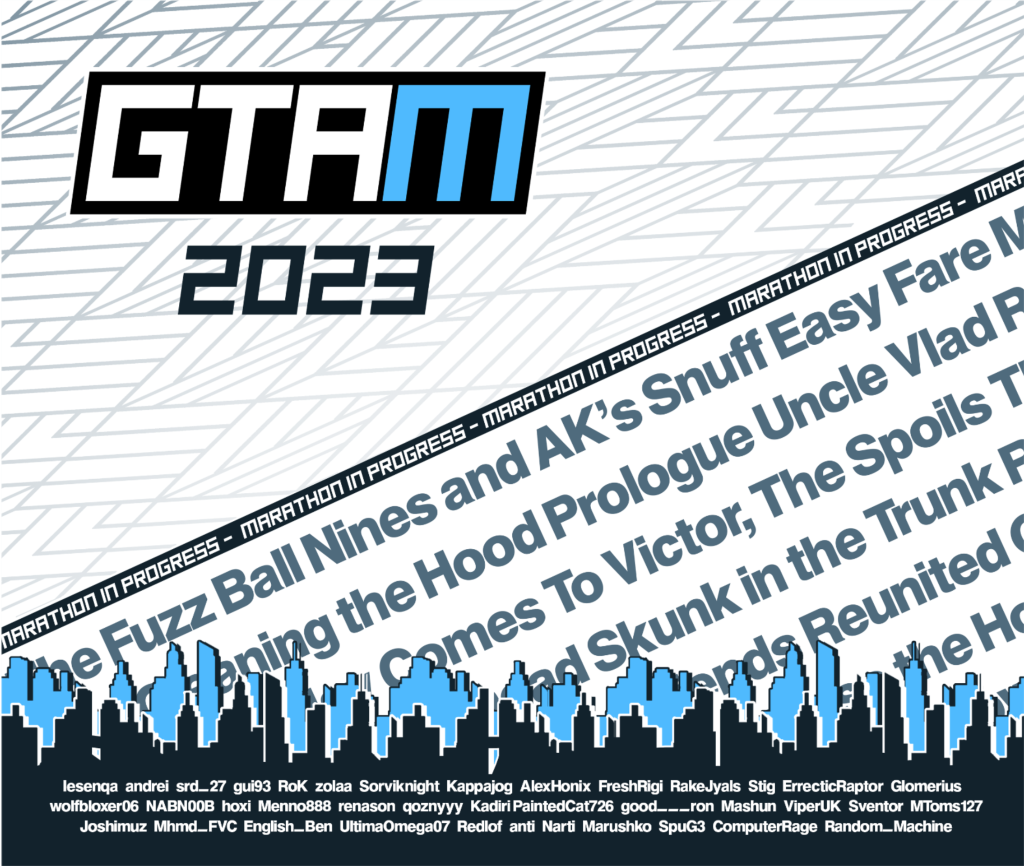 GTAM
2023
MARATHON IN PROGRESS - MARATHON IN PROGRESS - MARATHON IN PROGRESS - MARATHON IN PROGRESS -
Fuzz Ball Nines and AK's Snuff Easy Fare
the Hood Prologue Uncle Vlad
Comes To Victor, The Spoils
Skunk in the Trunk
Reunited
the
lesenqa andrei srd_27 gui93 RoK zolaa Sorviknight Kappajog AlexHonix FreshRigi RakeJyals Stig ErrecticRaptor Glomerius
wolfbloxer06 NABN00B hoxi Menno888 renason qoznyyy Kadiri PaintedCat726 good___ron Mashun ViperUK Sventor MToms127
Joshimuz Mhmd_FVC English_Ben UltimaOmega07 Redlof anti Narti Marushko SpuG3 ComputerRage Random_Machine